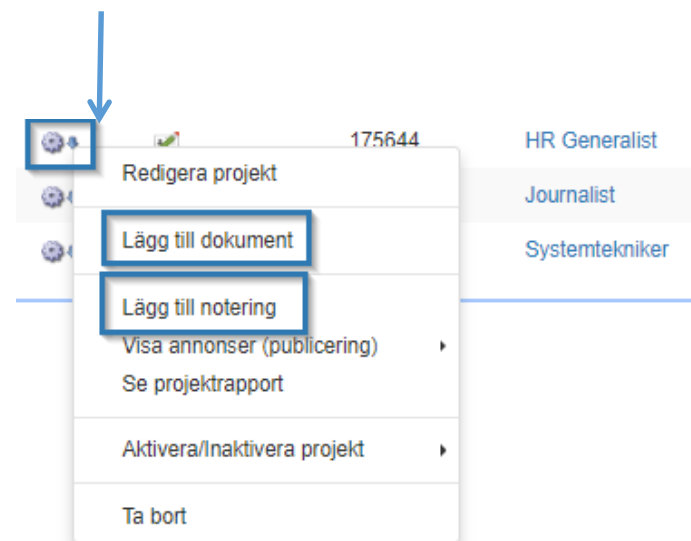 175644 HR Generalist
Redigera projekt
Journalist
Lägg till dokument
Systemtekniker
Lägg till notering
Visa annonser (publicering)
Se projektrapport
Aktivera/Inaktivera projekt
Ta bort